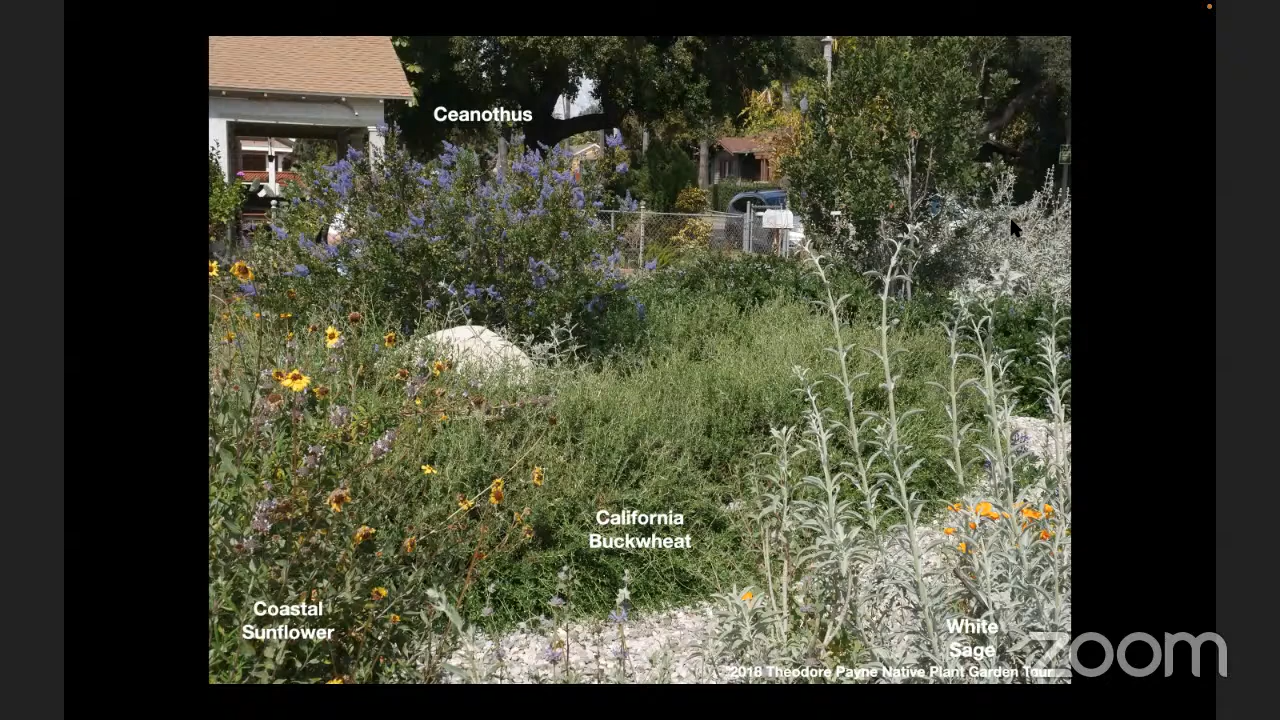 Ceanothus
California
Buckwheat
Coastal
Sunflower
White
Sage
*2018 Theodore Payne Native Plant Garden Tour
zoom